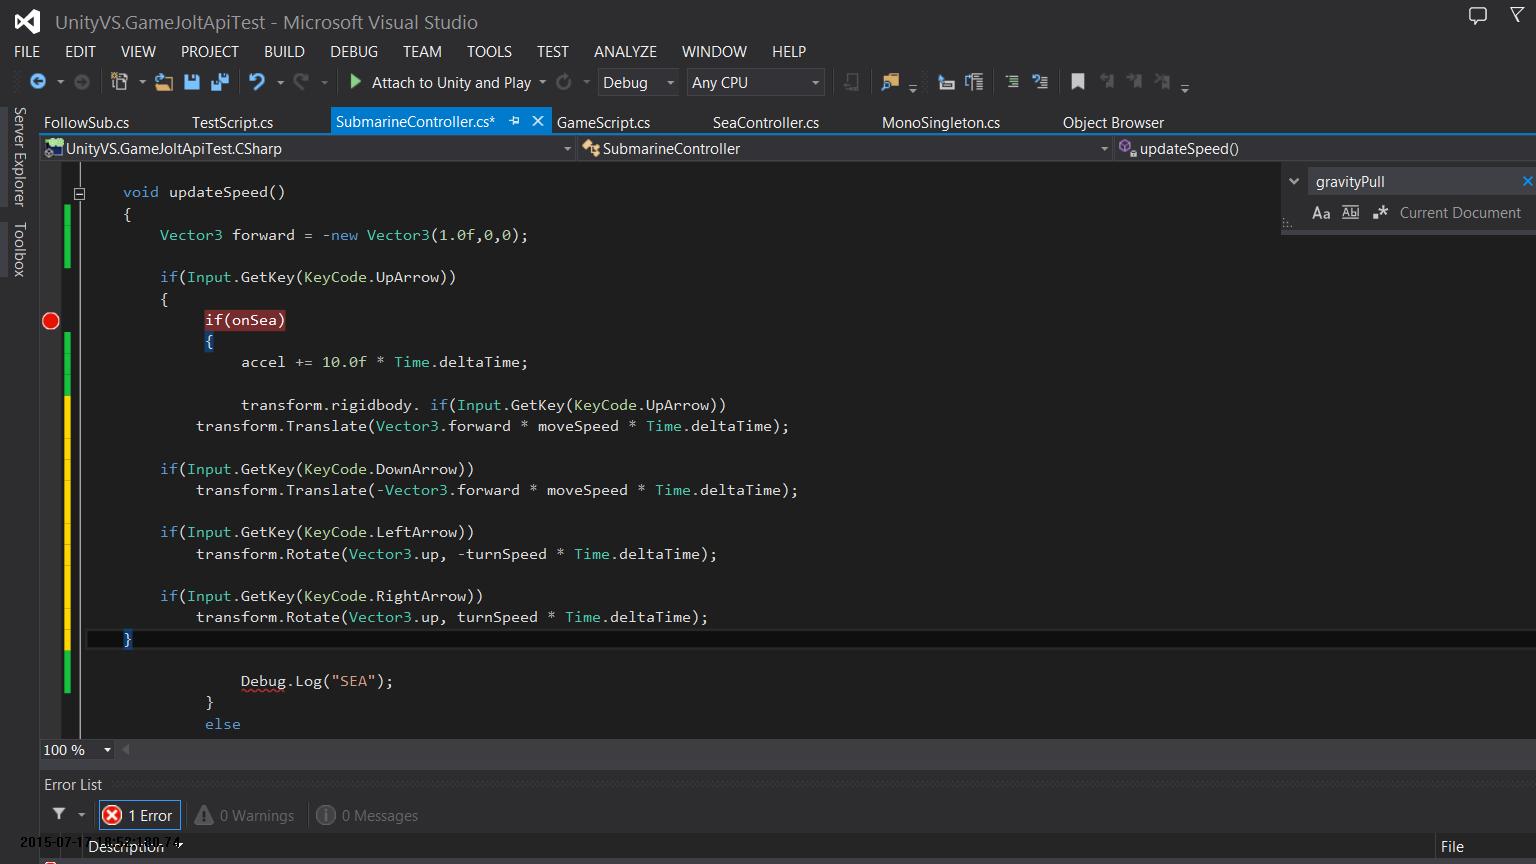 UnityVS.GameJoltApiTest - Microsoft Visual Studio
FILE EDIT VIEW PROJECT BUILD DEBUG TEAM TOOLS TEST ANALYZE WINDOW HELP
Attach to Unity and Play Debug Any CPU
Server Explorer
Toolbox
FollowSub.cs TestScript.cs SubmarineController.cs* GameScript.cs SeaController.cs MonoSingleton.cs Object Browser
UnityVS.GameJoltApiTest.CSharp SubmarineController updateSpeed()
gravityPull
Aa Abl .* Current Document
void updateSpeed()
{
Vector3 forward = -new Vector3(1.0f,0,0);
if(Input.GetKey(KeyCode.UpArrow))
{
if(onSea)
{
accel += 10.0f * Time.deltaTime;
transform.rigidbody. if(Input.GetKey(KeyCode.UpArrow))
transform.Translate(Vector3.forward * moveSpeed * Time.deltaTime);
if(Input.GetKey(KeyCode.DownArrow))
transform.Translate(-Vector3.forward * moveSpeed * Time.deltaTime);
if(Input.GetKey(KeyCode.LeftArrow))
transform.Rotate(Vector3.up, -turnSpeed * Time.deltaTime);
if(Input.GetKey(KeyCode.RightArrow))
transform.Rotate(Vector3.up, turnSpeed * Time.deltaTime);
}
Debug.Log("SEA");
}
else
100 %
Error List
1 Error 0 Warnings 0 Messages
Description File